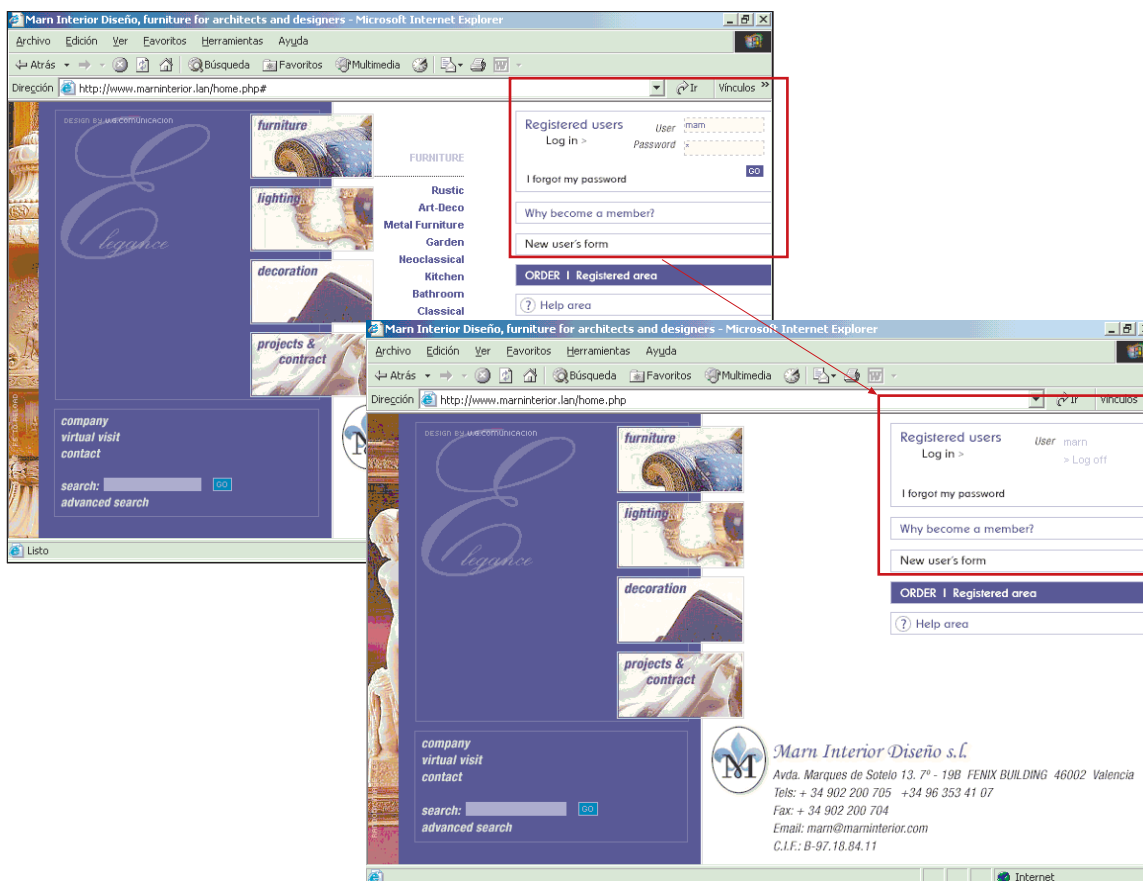 Marn Interior Diseño, furniture for architects and designers - Microsoft Internet Explorer
Archivo Edición Ver Favoritos Herramientas Ayuda
Atrás Búsqueda Favoritos Multimedia
Dirección http://www.marninterior.lan/home.php# Ir Vínculos »
DESIGN BY U.G.COMUNICACION
Elegance
furniture
lighting
decoration
projects &
contract
FURNITURE
Rustic
Art-Deco
Metal Furniture
Garden
Neoclassical
Kitchen
Bathroom
Classical
Registered users User marn
Log in > Password *
GO
I forgot my password
Why become a member?
New user's form
ORDER | Registered area
? Help area
company
virtual visit
contact
search: GO
advanced search
Listo
Marn Interior Diseño, furniture for architects and designers - Microsoft Internet Explorer
Archivo Edición Ver Favoritos Herramientas Ayuda
Atrás Búsqueda Favoritos Multimedia
Dirección http://www.marninterior.lan/home.php Ir Vínculos
DESIGN BY U.G.COMUNICACION
Elegance
furniture
lighting
decoration
projects &
contract
Registered users User marn
Log in > > Log off
I forgot my password
Why become a member?
New user's form
ORDER | Registered area
? Help area
company
virtual visit
contact
search: GO
advanced search
M
Marn Interior Diseño s.l.
Avda. Marques de Sotelo 13. 7º - 19B FENIX BUILDING 46002 Valencia
Tels: + 34 902 200 705 +34 96 353 41 07
Fax: + 34 902 200 704
Email: marn@marninterior.com
C.I.F.: B-97.18.84.11
Internet